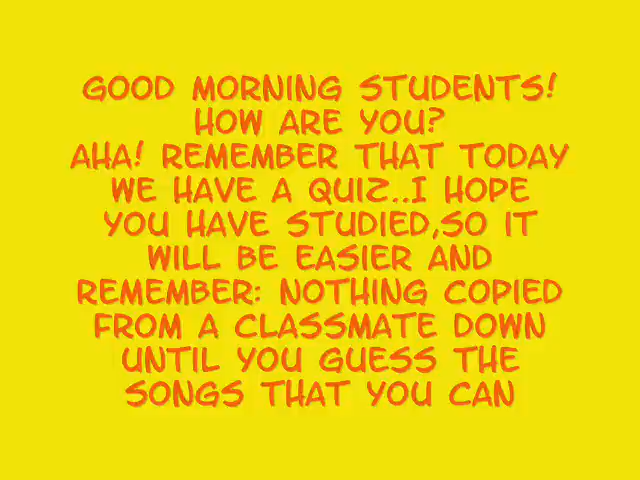 GOOD MORNING STUDENTS!
HOW ARE YOU?
AHA! REMEMBER THAT TODAY
WE HAVE A QUIZ..I HOPE
YOU HAVE STUDIED,SO IT
WILL BE EASIER AND
REMEMBER: NOTHING COPIED
FROM A CLASSMATE DOWN
UNTIL YOU GUESS THE
SONGS THAT YOU CAN